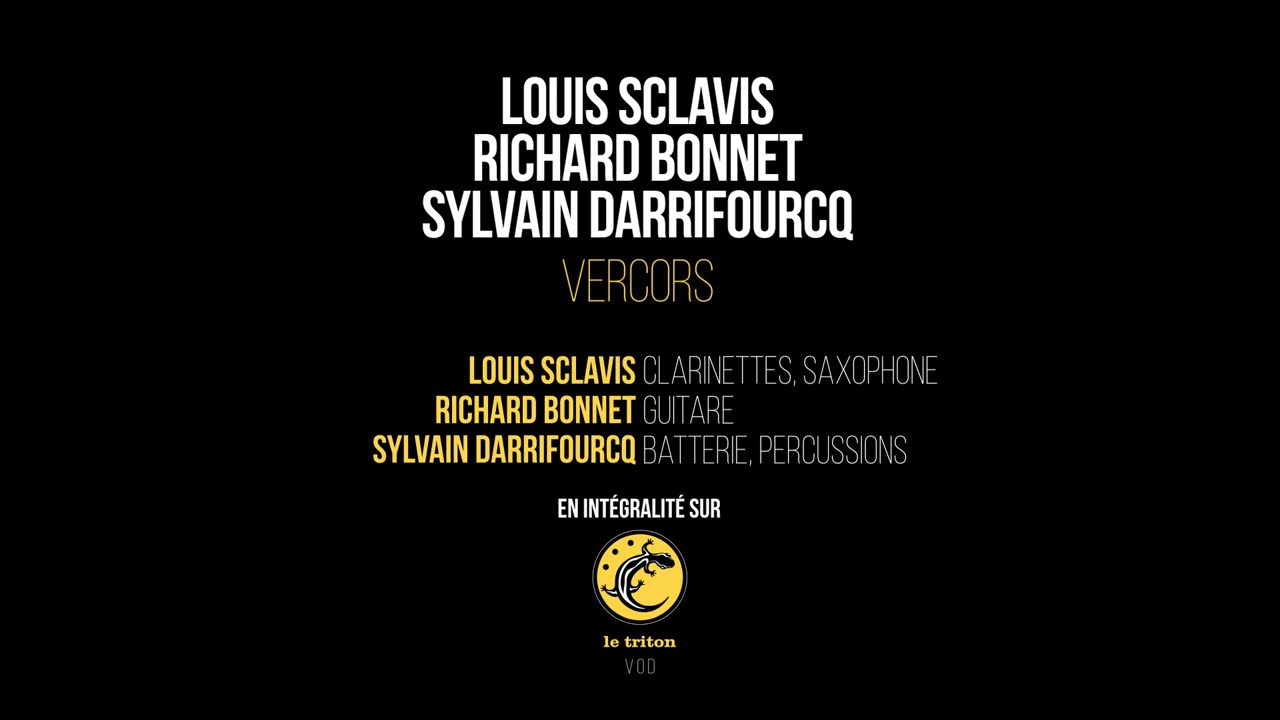 LOUIS SCLAVIS
RICHARD BONNET
SYLVAIN DARRIFOURCQ
VERCORS
LOUIS SCLAVIS CLARINETTES, SAXOPHONE
RICHARD BONNET GUITARE
SYLVAIN DARRIFOURCQ BATTERIE, PERCUSSIONS
EN INTÉGRALITÉ SUR
le triton
VOD